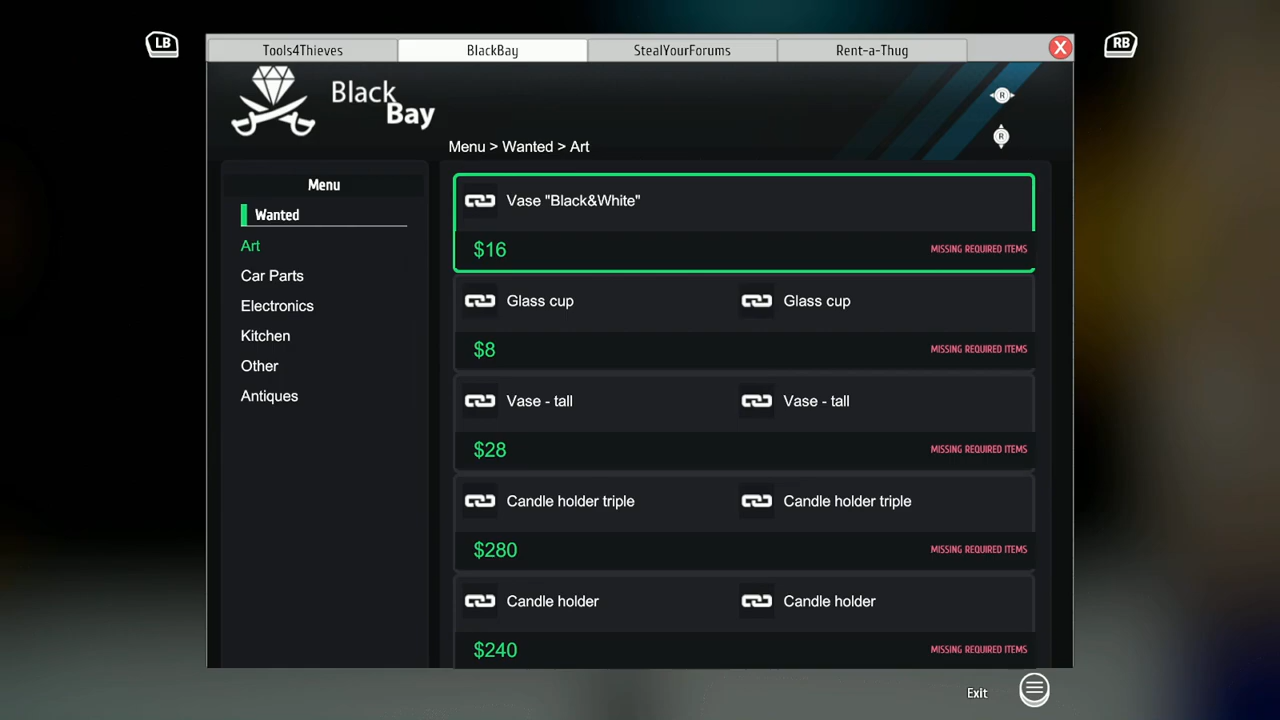 LB
Tools4Thieves
BlackBay
StealYourForums
Rent-a-Thug
X
RB
Black
Bay
R
R
Menu > Wanted > Art
Menu
Wanted
Art
Car Parts
Electronics
Kitchen
Other
Antiques
Vase "Black&White"
$16 MISSING REQUIRED ITEMS
Glass cup Glass cup
$8 MISSING REQUIRED ITEMS
Vase - tall Vase - tall
$28 MISSING REQUIRED ITEMS
Candle holder triple Candle holder triple
$280 MISSING REQUIRED ITEMS
Candle holder Candle holder
$240 MISSING REQUIRED ITEMS
Exit